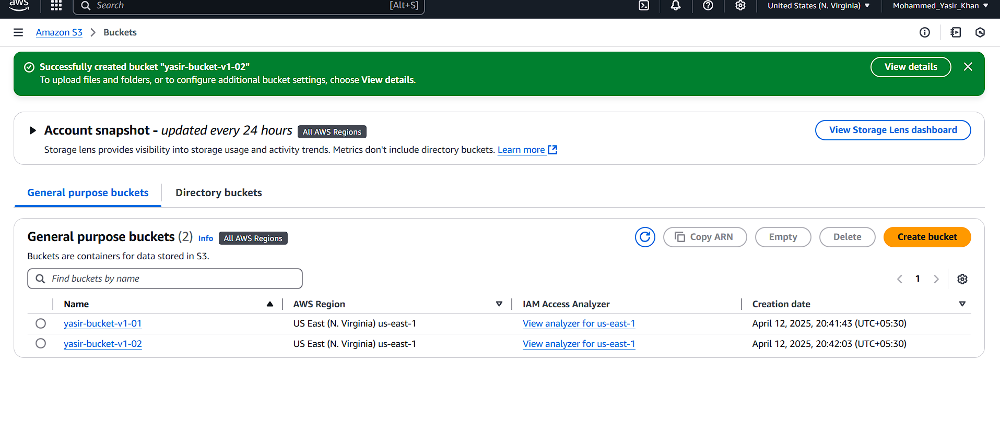 aws Search [Alt+S] United States (N. Virginia) Mohammed_Yasir_Khan
Amazon S3 > Buckets
Successfully created bucket "yasir-bucket-v1-02"
To upload files and folders, or to configure additional bucket settings, choose View details.
View details
Account snapshot - updated every 24 hours All AWS Regions
View Storage Lens dashboard
Storage lens provides visibility into storage usage and activity trends. Metrics don't include directory buckets. Learn more
General purpose buckets Directory buckets
General purpose buckets (2) Info All AWS Regions
Copy ARN Empty Delete Create bucket
Buckets are containers for data stored in S3.
Find buckets by name
1
Name AWS Region IAM Access Analyzer Creation date
yasir-bucket-v1-01 US East (N. Virginia) us-east-1 View analyzer for us-east-1 April 12, 2025, 20:41:43 (UTC+05:30)
yasir-bucket-v1-02 US East (N. Virginia) us-east-1 View analyzer for us-east-1 April 12, 2025, 20:42:03 (UTC+05:30)